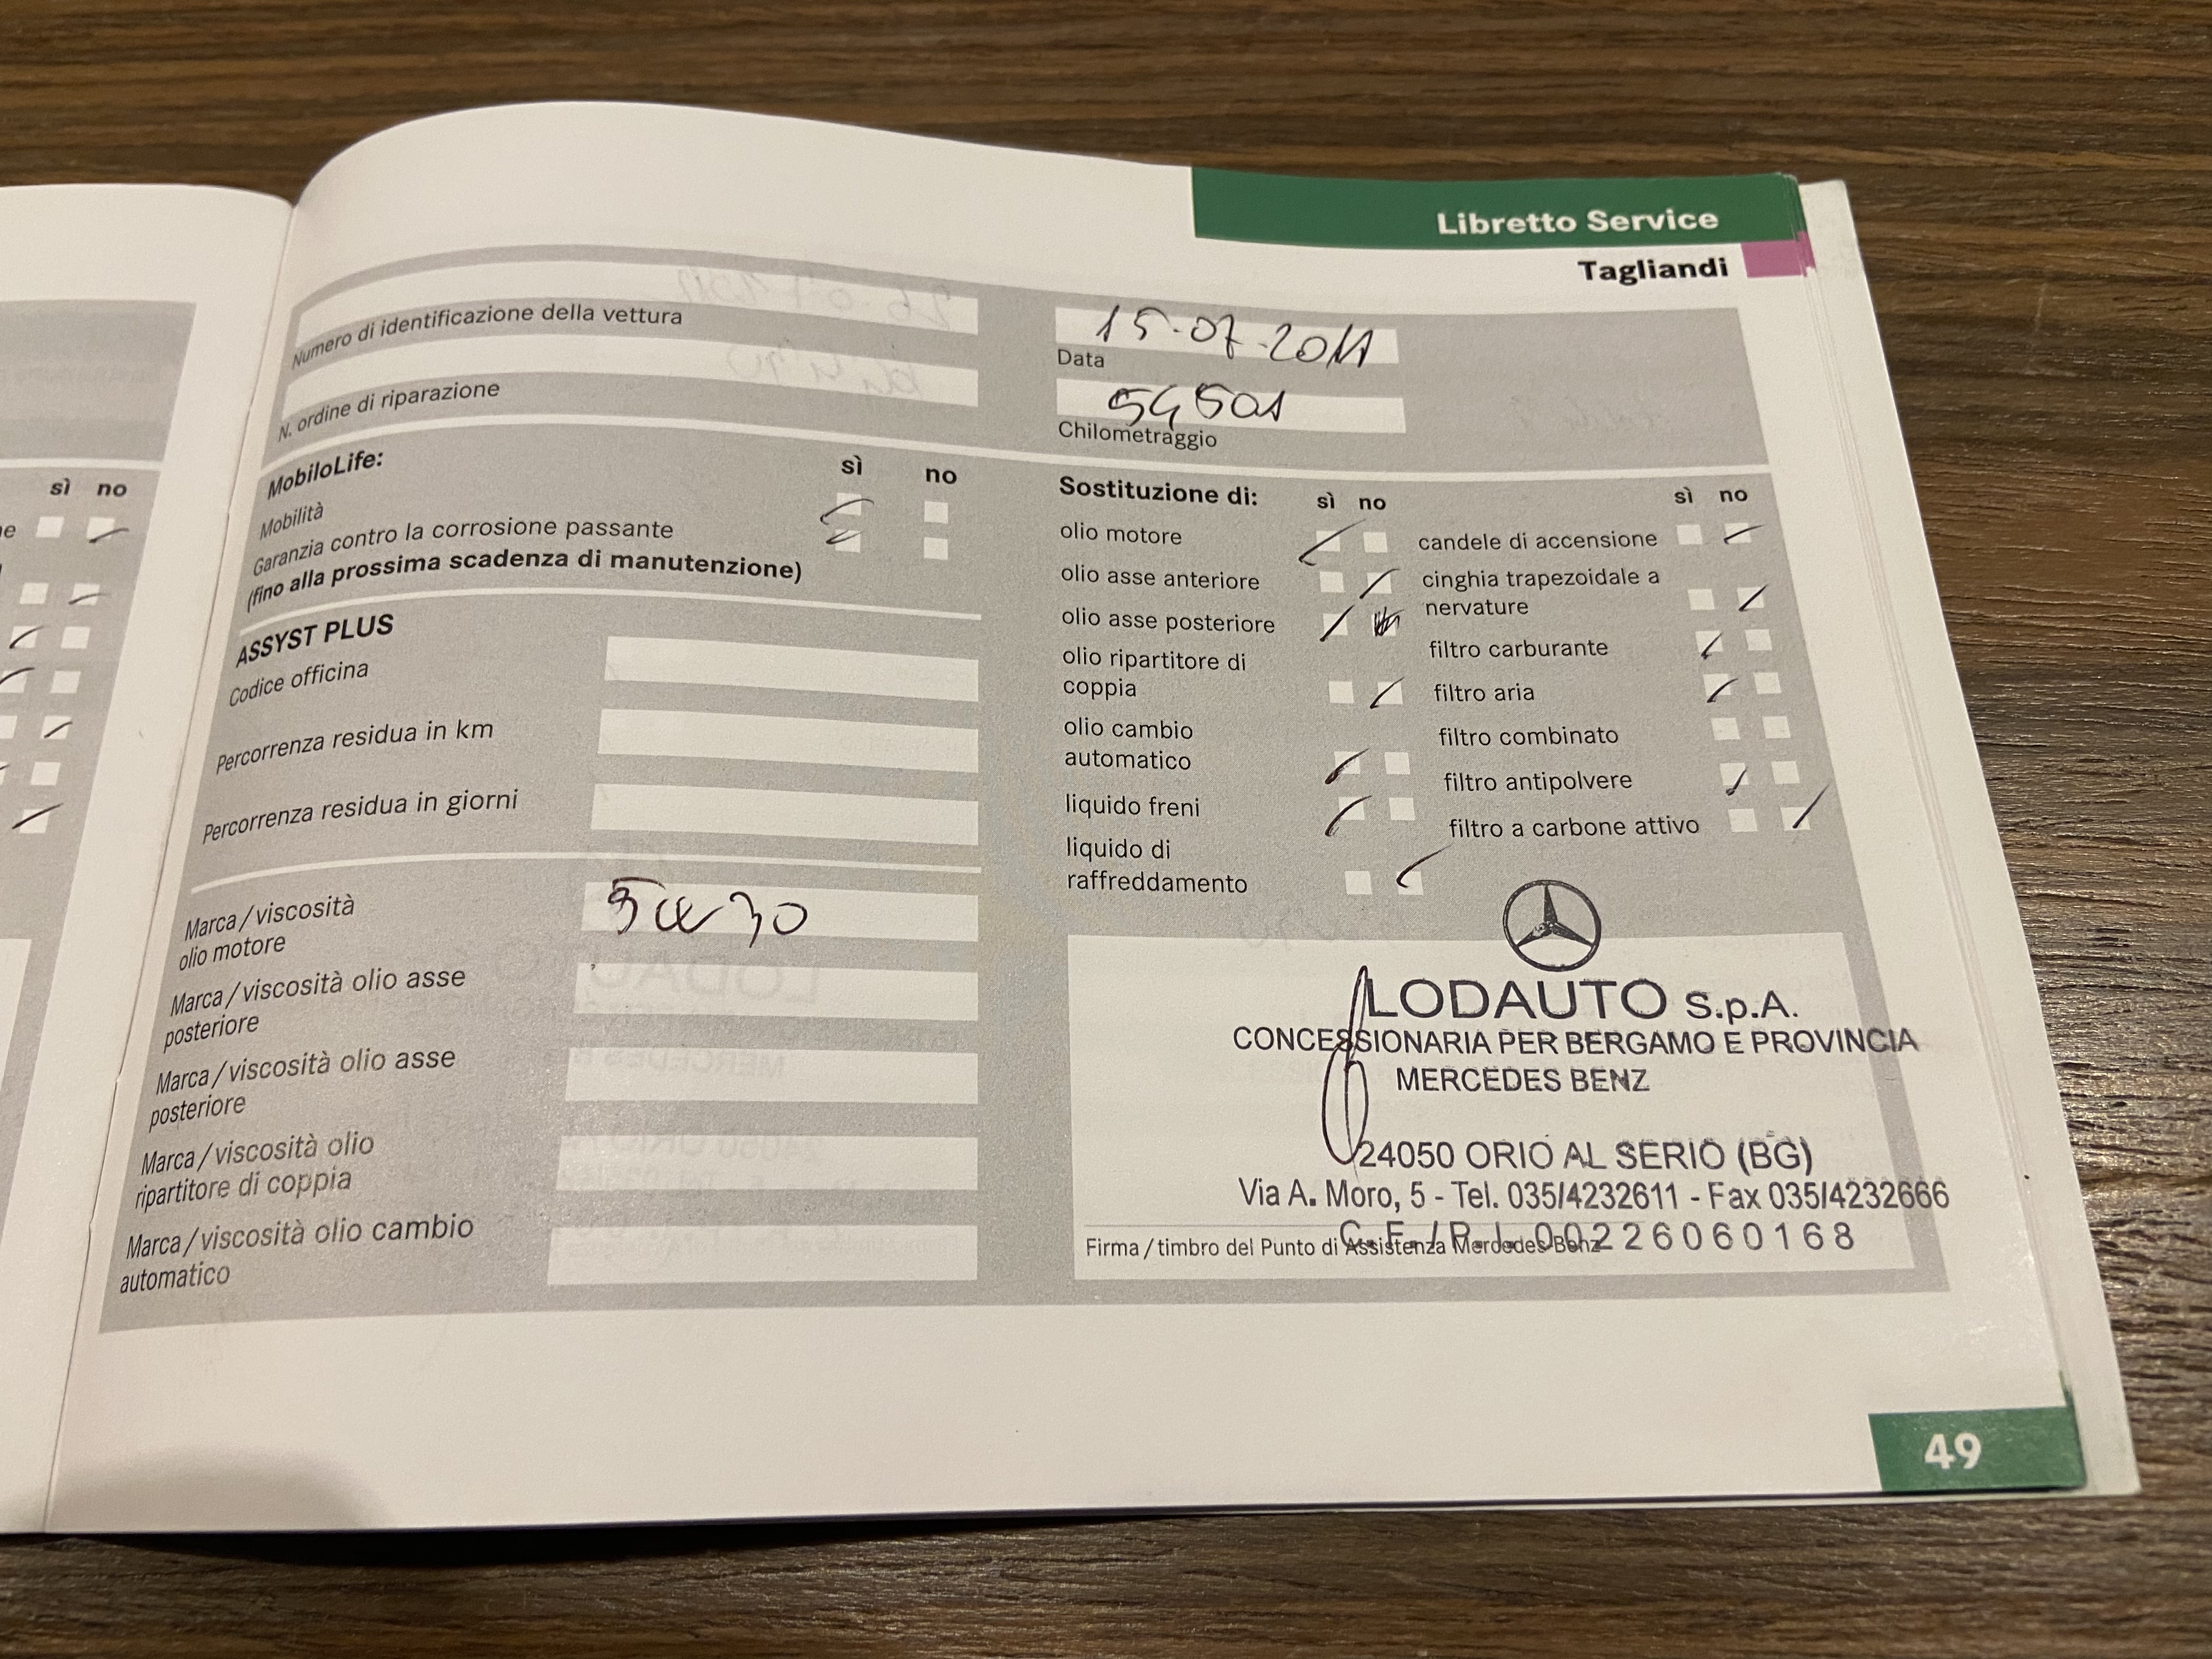 Libretto Service
Tagliandi
Numero di identificazione della vettura
N. ordine di riparazione
15.07.2011
Data
Chilometraggio
MobiloLife:
sì no
Mobilità
Garanzia contro la corrosione passante
(fino alla prossima scadenza di manutenzione)
ASSYST PLUS
Codice officina
Percorrenza residua in km
Percorrenza residua in giorni
Marca/viscosità
olio motore
5w30
Marca/viscosità olio asse
posteriore
Marca/viscosità olio asse
posteriore
Marca/viscosità olio
ripartitore di coppia
Marca/viscosità olio cambio
automatico
Sostituzione di:
sì no
olio motore
olio asse anteriore
olio asse posteriore
olio ripartitore di
coppia
olio cambio
automatico
liquido freni
liquido di
raffreddamento
sì no
candele di accensione
cinghia trapezoidale a
nervature
filtro carburante
filtro aria
filtro combinato
filtro antipolvere
filtro a carbone attivo
LODAUTO S.p.A.
CONCESSIONARIA PER BERGAMO E PROVINCIA
MERCEDES BENZ
24050 ORIO AL SERIO (BG)
Via A. Moro, 5 - Tel. 035/4232611 - Fax 035/4232666
C.F./P.I. 00226060168
Firma/timbro del Punto di Assistenza Mercedes-Benz
49
sì no